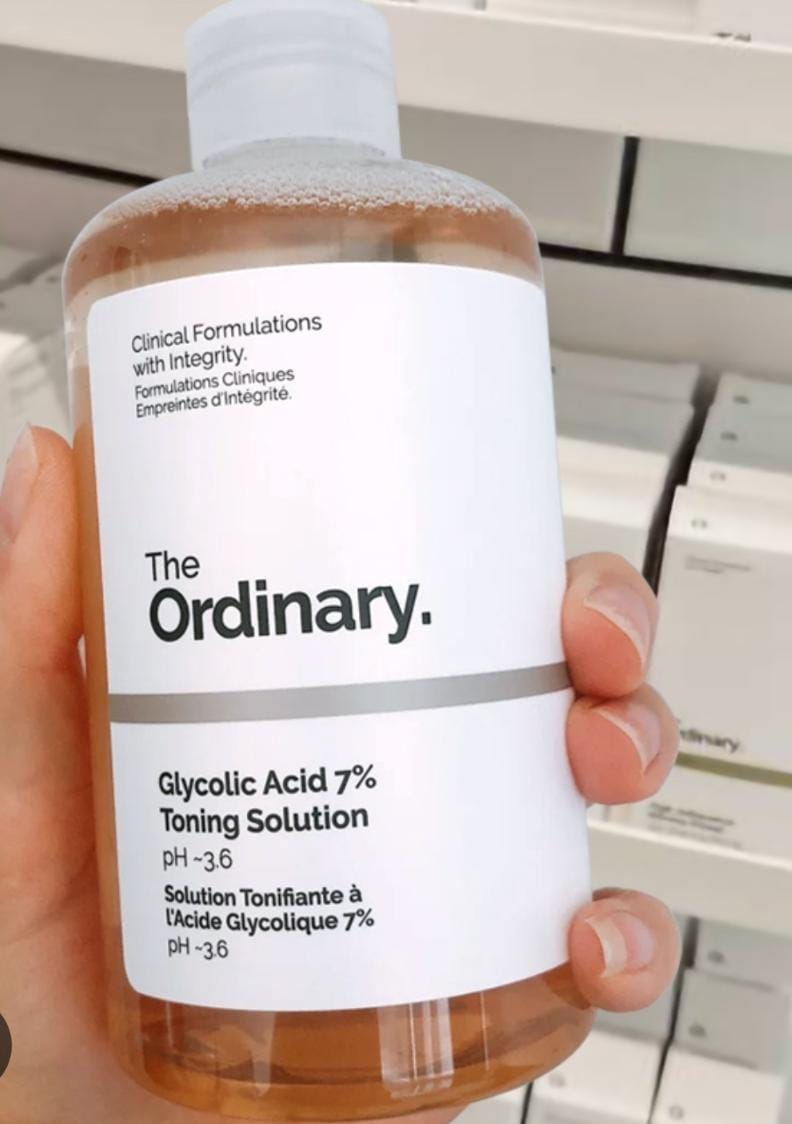 Clinical Formulations
with Integrity.
Formulations Cliniques
Empreintes d'Intégrité.
The
Ordinary.
Glycolic Acid 7%
Toning Solution
pH ~3.6
Solution Tonifiante à
l'Acide Glycolique 7%
pH ~3.6